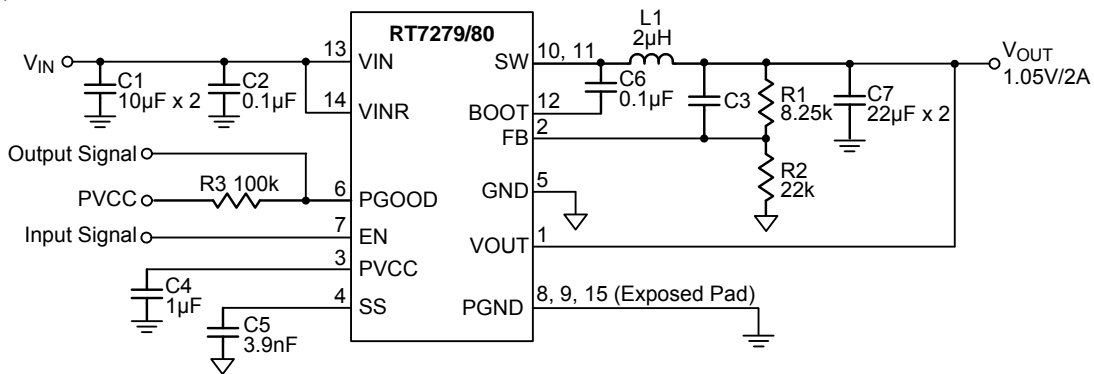 RT7279/80
VIN
C1
10µF x 2
C2
0.1µF
13
VIN
14
VINR
Output Signal
PVCC
R3 100k
6
PGOOD
Input Signal
7
EN
3
PVCC
C4
1µF
4
SS
C5
3.9nF
SW
10, 11
L1
2µH
C6
0.1µF
BOOT
12
FB
2
C3
R1
8.25k
R2
22k
C7
22µF x 2
VOUT
1.05V/2A
GND
5
VOUT
1
PGND
8, 9, 15 (Exposed Pad)